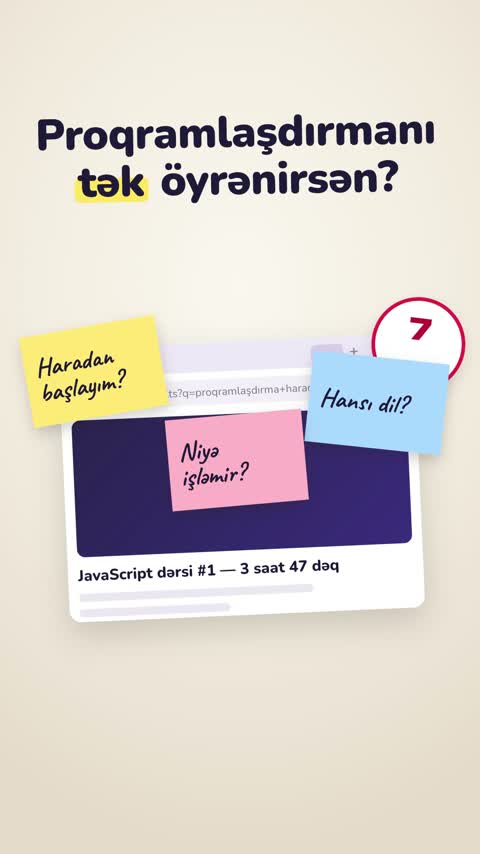 Proqramlaşdırmanı
tək öyrənirsən?
7
Haradan
başlayım?
+
Hansı dil?
Niyə
işləmir?
JavaScript dərsi #1 — 3 saat 47 dəq